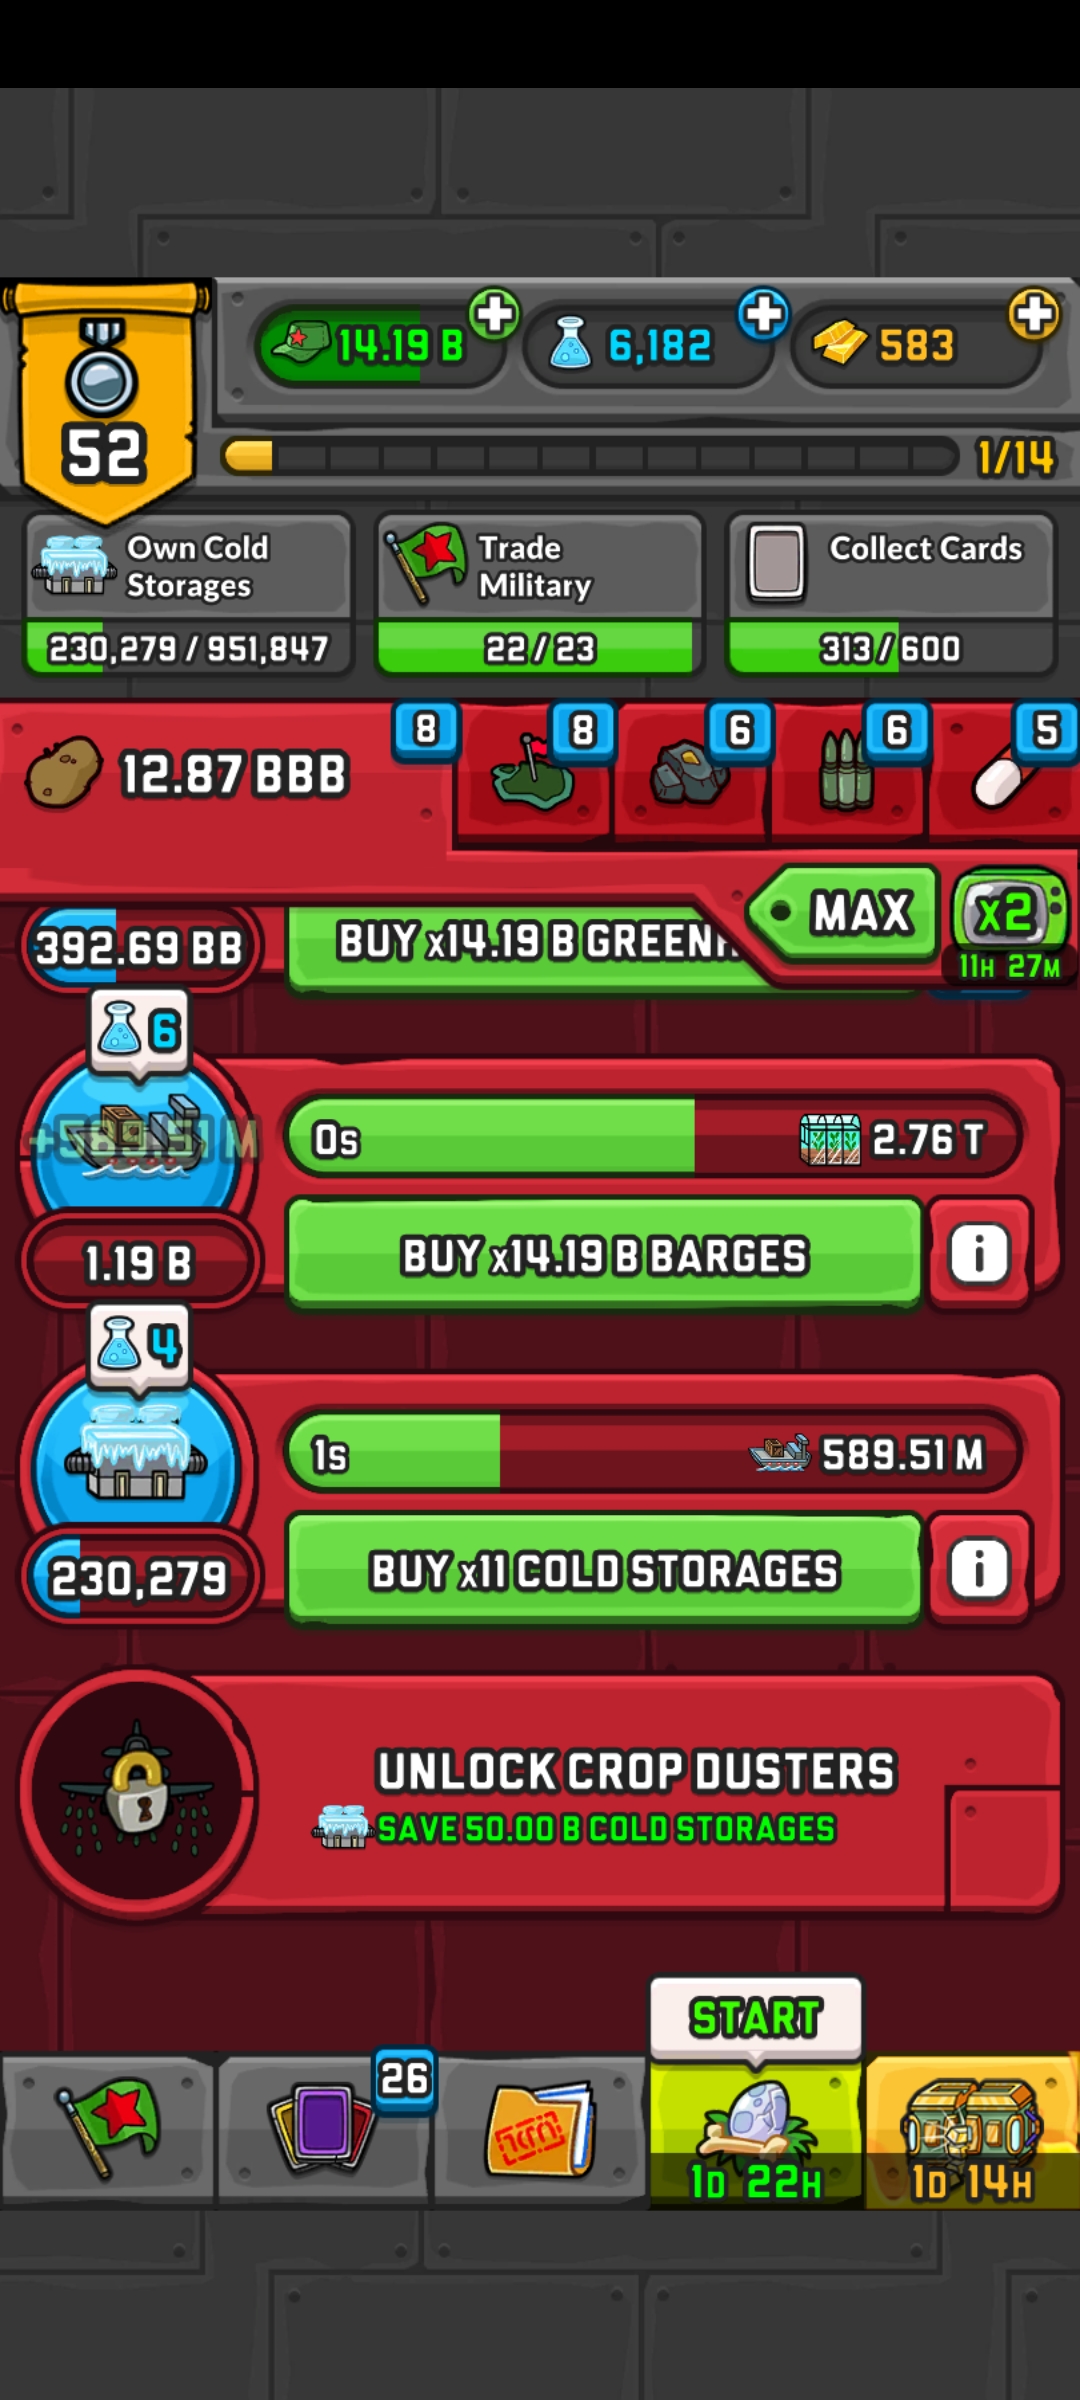 14.19 B
6,182
583
52
1/14
Own Cold
Storages
230,279 / 951,847
Trade
Military
22/23
Collect Cards
313/600
12.87 BBB
8
8
6
6
5
MAX
x2
11H 27M
392.69 BB
BUY x14.19 B GREENH
6
+589.51 M
0s
2.76 T
1.19 B
BUY x14.19 B BARGES
i
4
1s
589.51 M
230,279
BUY x11 COLD STORAGES
i
UNLOCK CROP DUSTERS
SAVE 50.00 B COLD STORAGES
START
26
1D 22H
1D 14H